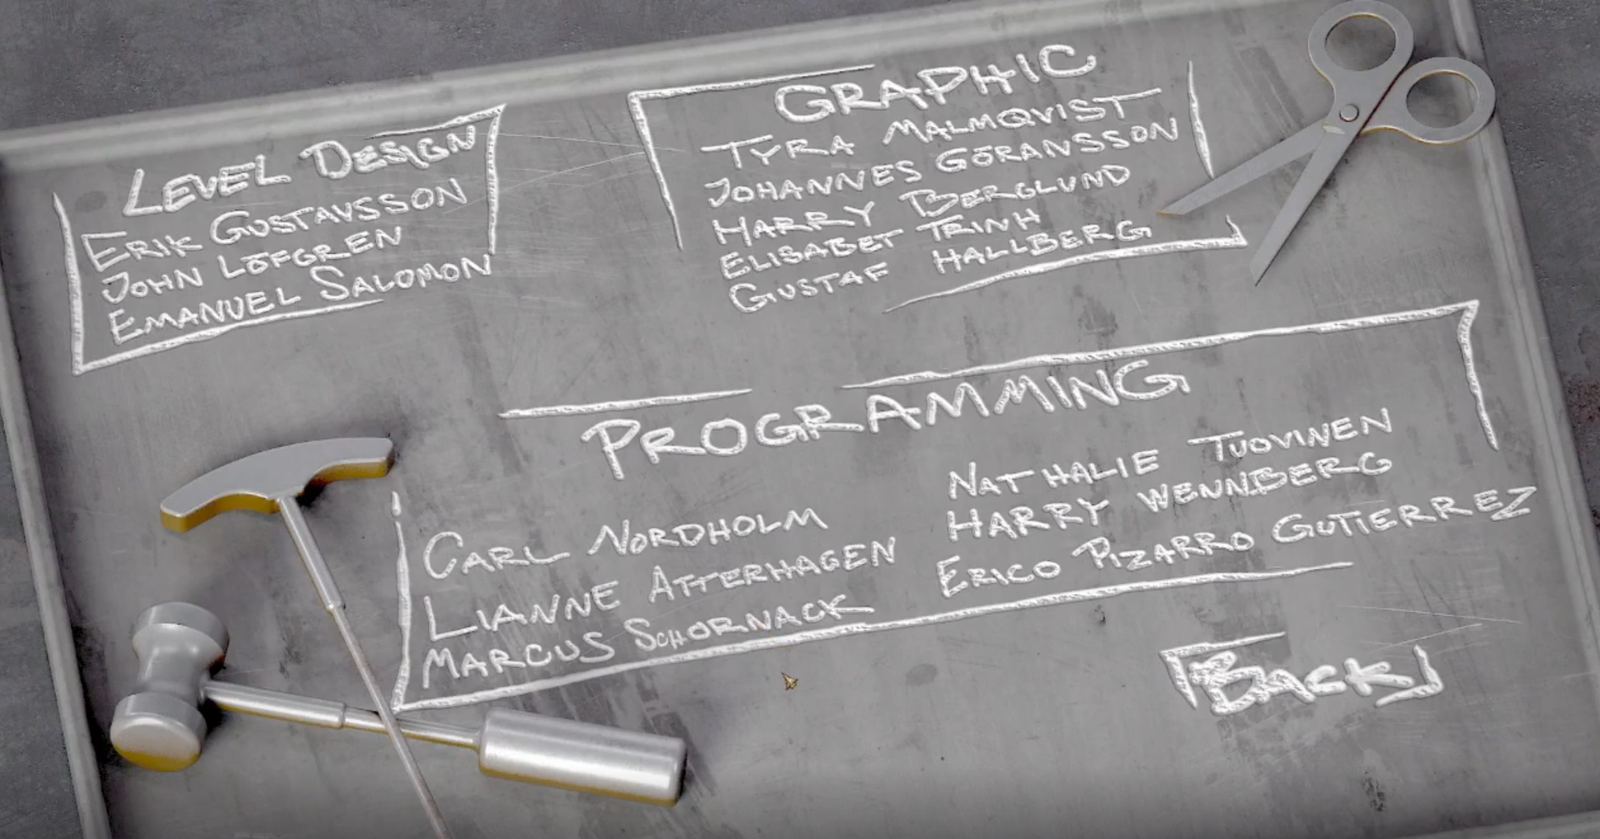 LEVEL DESIGN
ERIK GUSTAVSSON
JOHN LÖFGREN
EMANUEL SALOMON
GRAPHIC
TYRA MALMQVIST
JOHANNES GÖRANSSON
HARRY BERGLUND
ELISABET TRINH
GUSTAF HALLBERG
PROGRAMMING
CARL NORDHOLM
LIANNE ATTERHAGEN
MARCUS SCHORNACK
NATHALIE TUOVINEN
HARRY WENNBERG
ERICO PIZARRO GUTIERREZ
BACK